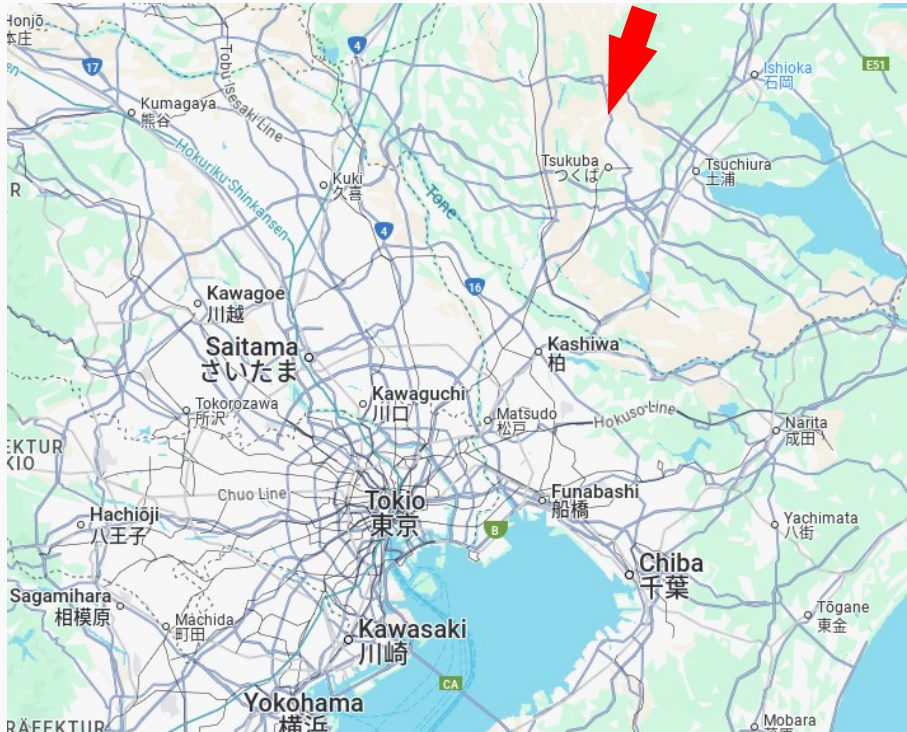 Honjō
本庄
4
17
E51
Ishioka
石岡
Kumagaya
熊谷
Tobu Isesaki Line
Hokuriku Shinkansen
Tsukuba
つくば
Tsuchiura
土浦
Kuki
久喜
Tone
4
16
Kawagoe
川越
Saitama
さいたま
Kashiwa
柏
Kawaguchi
川口
Tokorozawa
所沢
Matsudo
松戸
Hokuso Line
Narita
成田
EKTUR
KIO
Chuo Line
Tokio
東京
Funabashi
船橋
B
Hachiōji
八王子
Yachimata
八街
Chiba
千葉
Sagamihara
相模原
Machida
町田
Tōgane
東金
Kawasaki
川崎
CA
Yokohama
横浜
RÄFEKTUR
Mobara